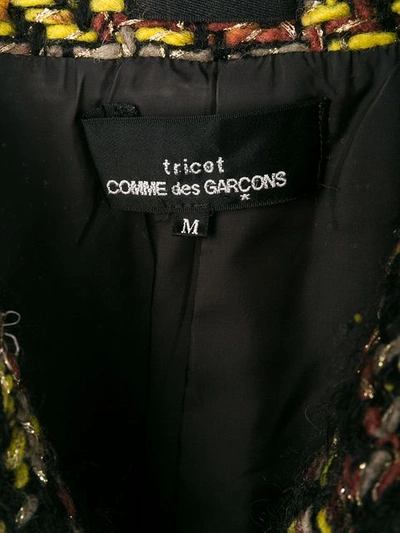 tricot
COMME des GARÇONS
*
M